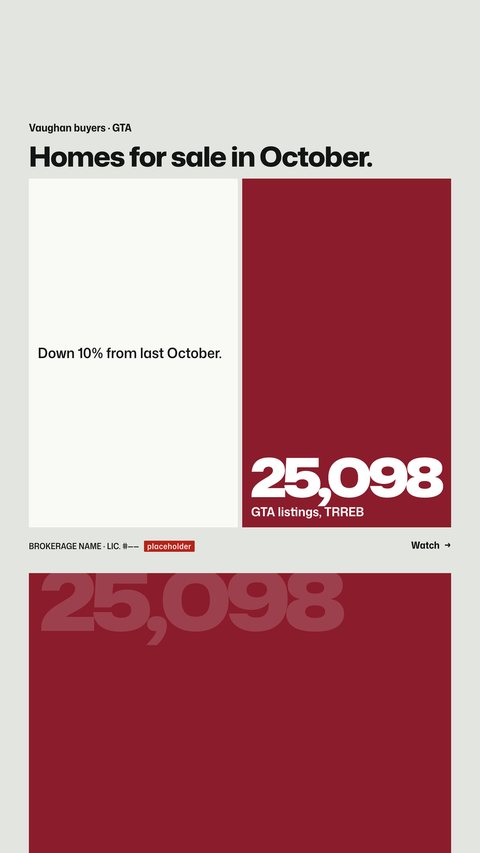 Vaughan buyers · GTA
Homes for sale in October.
Down 10% from last October.
25,098
GTA listings, TRREB
BROKERAGE NAME · LIC. #—— placeholder
Watch →
25,098